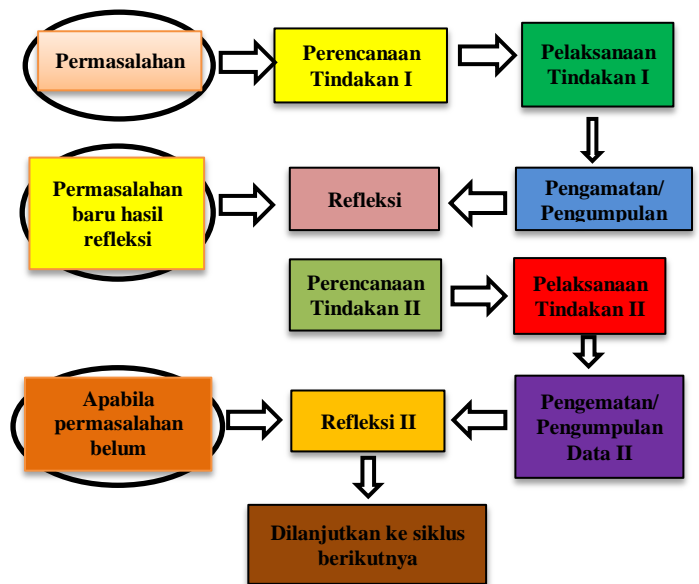 Permasalahan
Perencanaan
Tindakan I
Pelaksanaan
Tindakan I
Permasalahan
baru hasil
refleksi
Refleksi
Pengamatan/
Pengumpulan
Perencanaan
Tindakan II
Pelaksanaan
Tindakan II
Apabila
permasalahan
belum
Refleksi II
Pengematan/
Pengumpulan
Data II
Dilanjutkan ke siklus
berikutnya